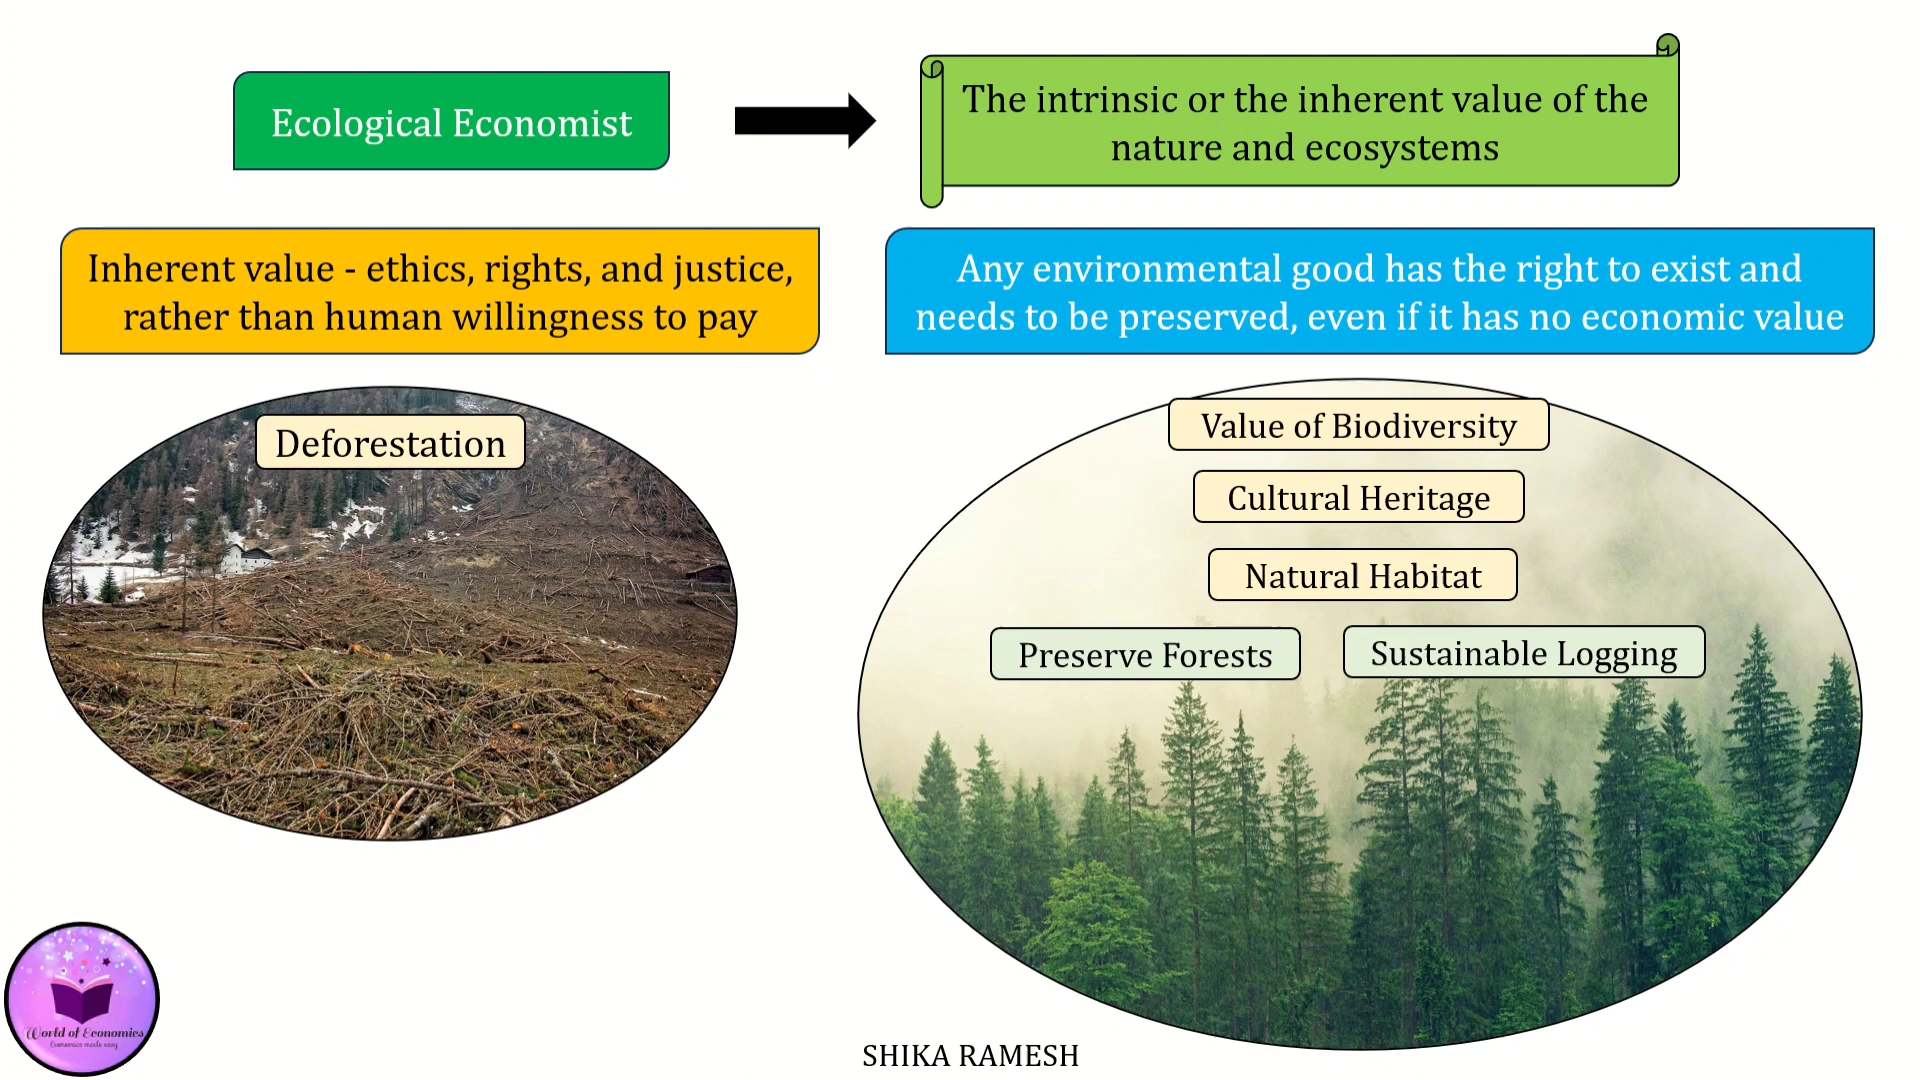 Ecological Economist
The intrinsic or the inherent value of the
nature and ecosystems
Inherent value - ethics, rights, and justice,
rather than human willingness to pay
Any environmental good has the right to exist and
needs to be preserved, even if it has no economic value
Deforestation
Value of Biodiversity
Cultural Heritage
Natural Habitat
Preserve Forests
Sustainable Logging
World of Economics
Economics made easy
SHIKA RAMESH